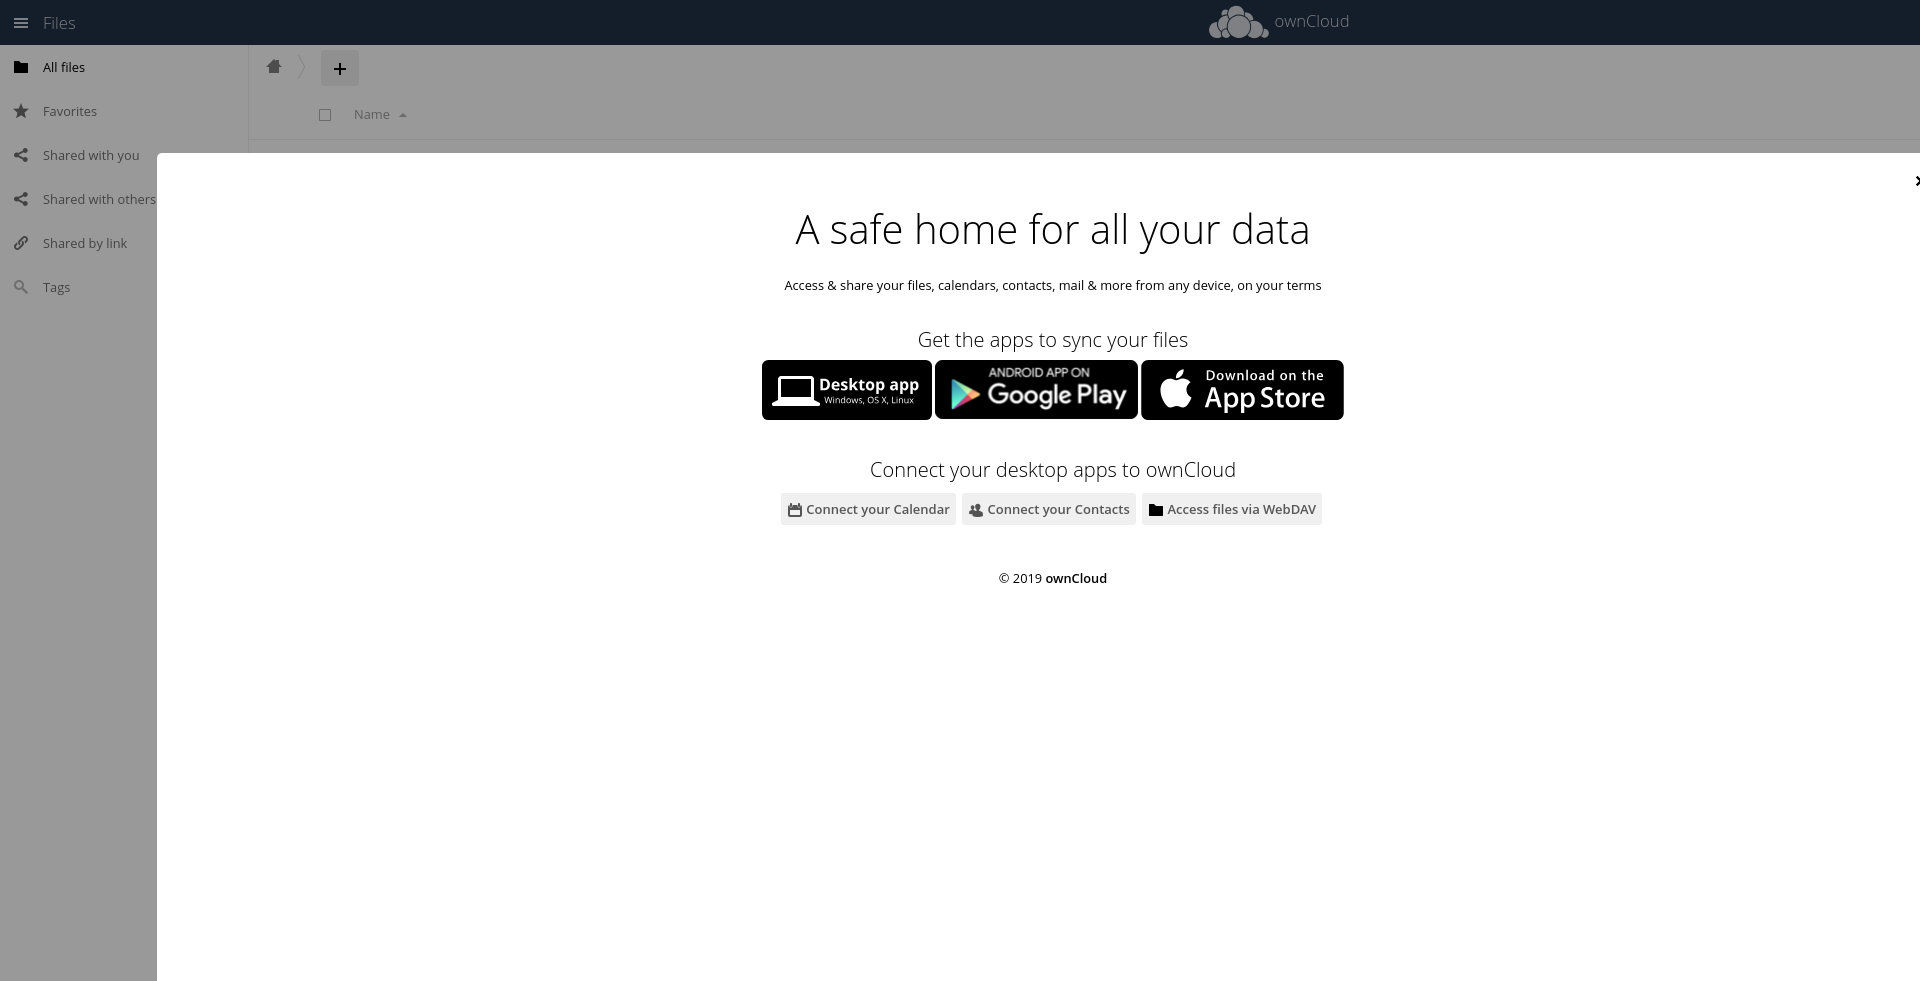 Files
ownCloud
All files
Favorites
Shared with you
Shared with others
Shared by link
Tags
Name
A safe home for all your data
Access & share your files, calendars, contacts, mail & more from any device, on your terms
Get the apps to sync your files
Desktop app
Windows, OS X, Linux
ANDROID APP ON
Google Play
Download on the
App Store
Connect your desktop apps to ownCloud
Connect your Calendar
Connect your Contacts
Access files via WebDAV
© 2019 ownCloud